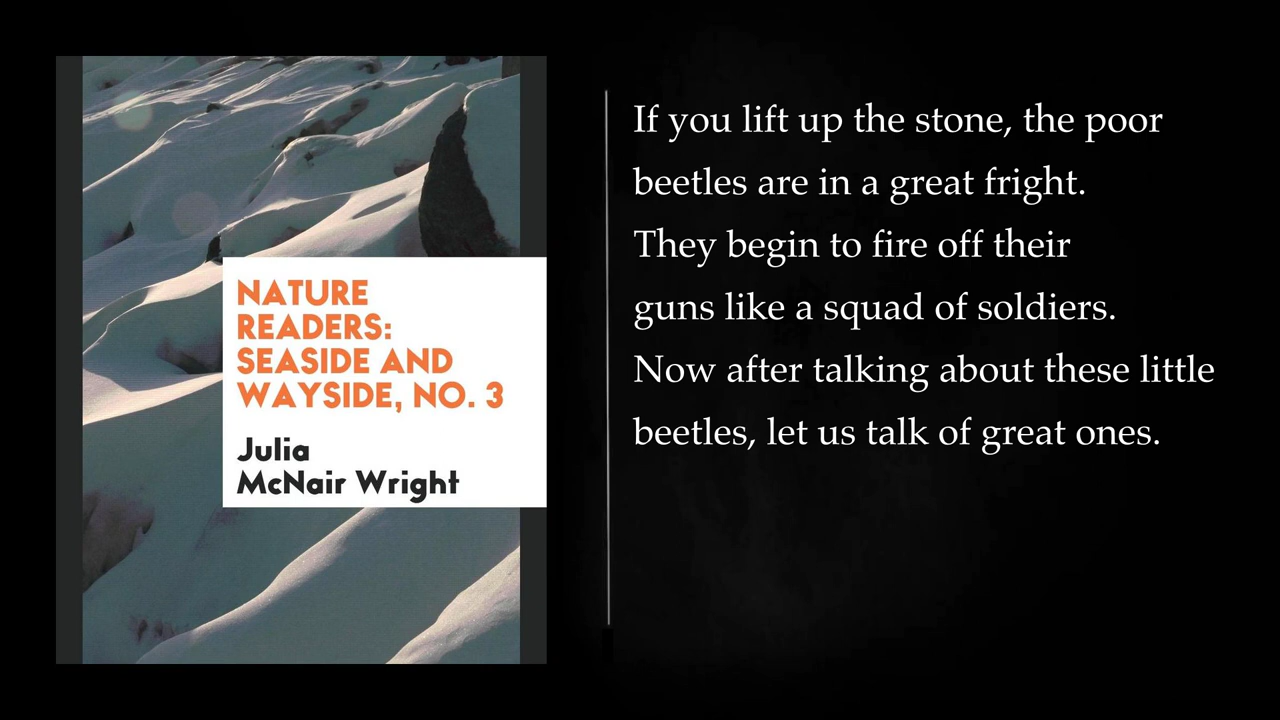 NATURE
READERS:
SEASIDE AND
WAYSIDE, NO. 3
Julia
McNair Wright
If you lift up the stone, the poor
beetles are in a great fright.
They begin to fire off their
guns like a squad of soldiers.
Now after talking about these little
beetles, let us talk of great ones.